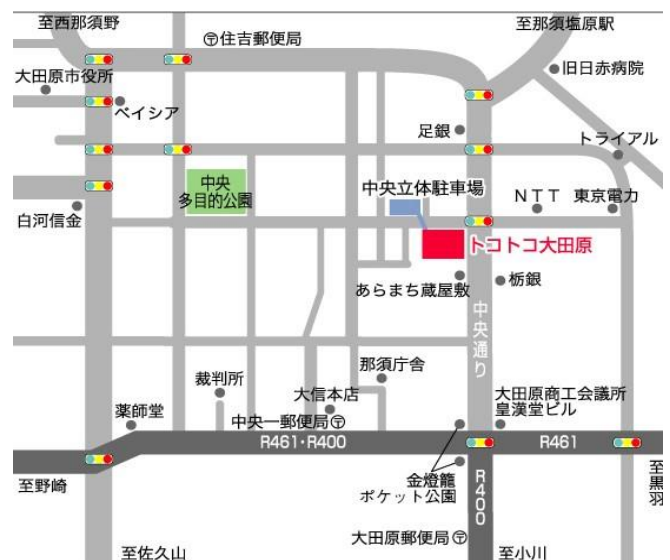 至西那須野
至那須塩原駅
〒住吉郵便局
旧日赤病院
大田原市役所
ベイシア
足銀
トライアル
中央
多目的公園
中央立体駐車場
NTT
東京電力
白河信金
トコトコ大田原
あらまち蔵屋敷
栃銀
中央通り
那須庁舎
裁判所
大信本店
大田原商工会議所
皇漢堂ビル
薬師堂
中央一郵便局〒
R461・R400
R461
至野崎
金燈籠
ポケット公園
R400
至黒羽
大田原郵便局〒
至佐久山
至小川